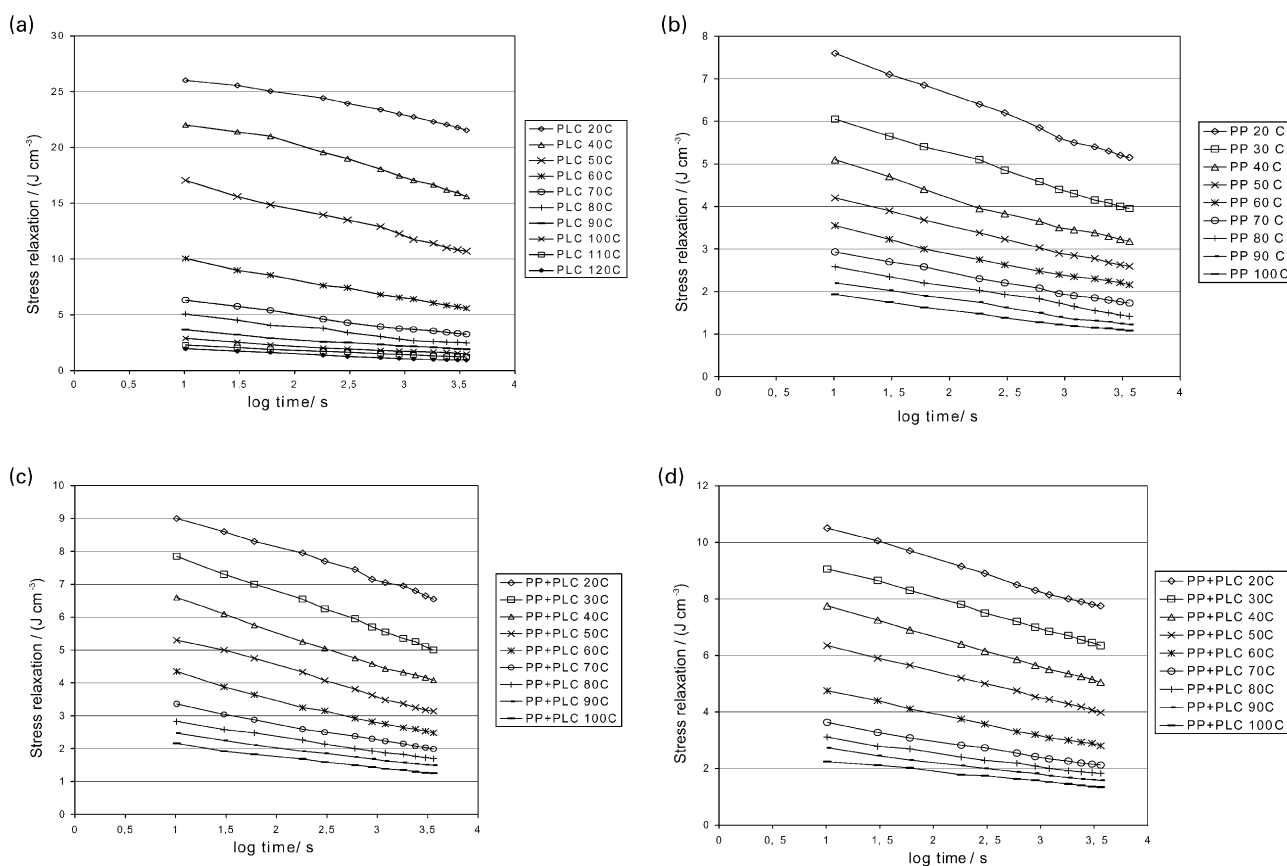 (a)
Stress relaxation / (J cm-3)
30
25
20
15
10
5
0
0
0,5
1
1,5
2
2,5
3
3,5
4
log time/ s
PLC 20C
PLC 40C
PLC 50C
PLC 60C
PLC 70C
PLC 80C
PLC 90C
PLC 100C
PLC 110C
PLC 120C
(b)
Stress relaxation / (J cm-3)
8
7
6
5
4
3
2
1
0
0
0, 5
1
1, 5
2
2, 5
3
3, 5
4
log time/ s
PP 20 C
PP 30 C
PP 40 C
PP 50 C
PP 60 C
PP 70 C
PP 80 C
PP 90 C
PP 100C
(c)
Stress relaxation / (J cm-3)
10
9
8
7
6
5
4
3
2
1
0
0
0,5
1
1,5
2
2,5
3
3,5
4
log time/ s
PP+PLC 20C
PP+PLC 30C
PP+PLC 40C
PP+PLC 50C
PP+PLC 60C
PP+PLC 70C
PP+PLC 80C
PP+PLC 90C
PP+PLC 100C
(d)
Stress relaxation / (J cm-3)
12
10
8
6
4
2
0
0
0, 5
1
1, 5
2
2, 5
3
3, 5
4
log time/ s
PP+PLC 20C
PP+PLC 30C
PP+PLC 40C
PP+PLC 50C
PP+PLC 60C
PP+PLC 70C
PP+PLC 80C
PP+PLC 90C
PP+PLC 100C